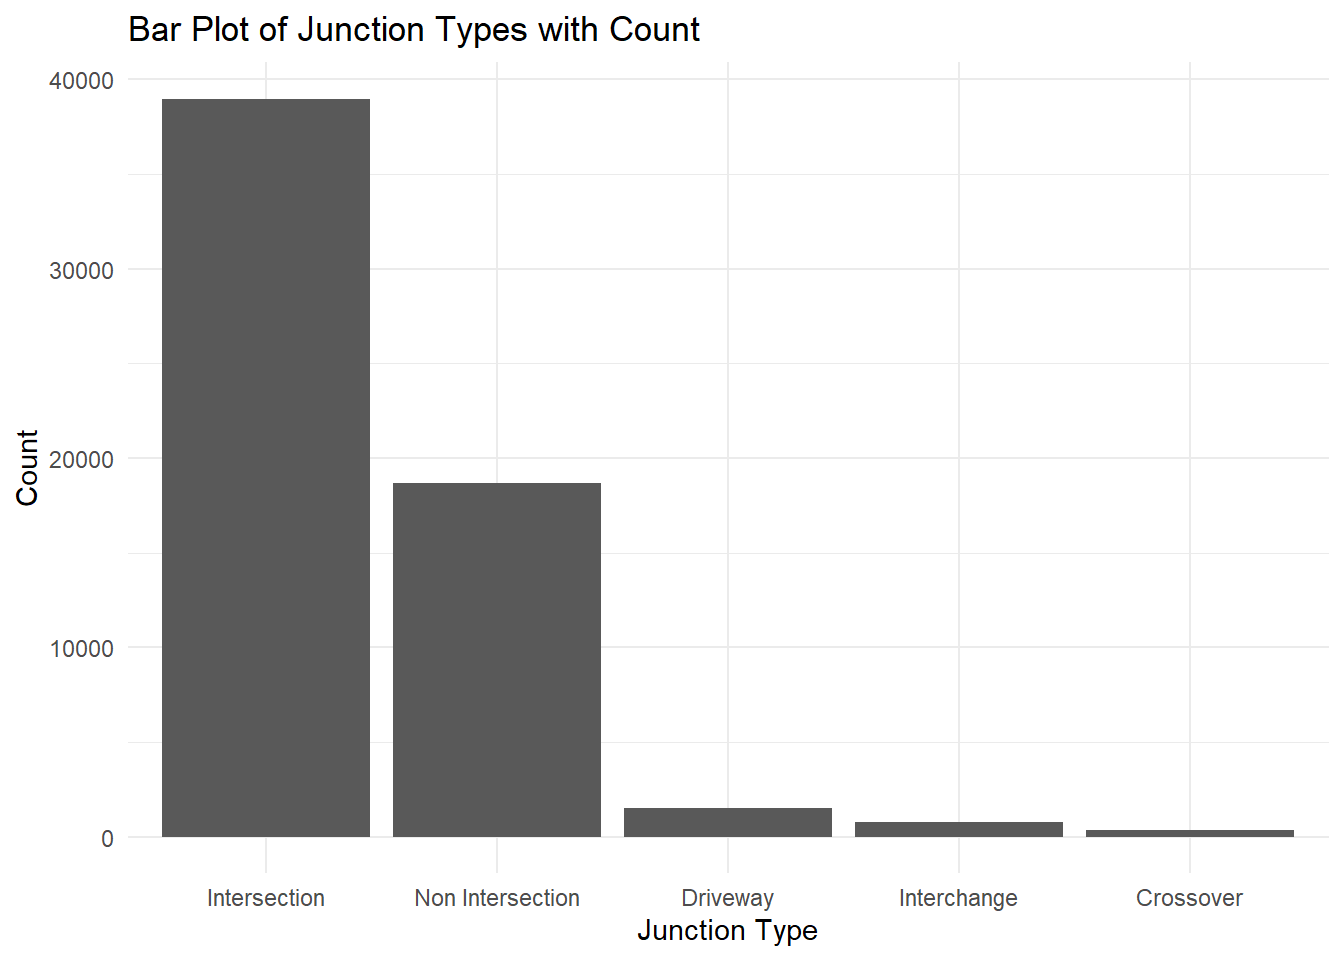 Bar Plot of Junction Types with Count
40000
30000
20000
10000
0
Count
Intersection Non Intersection Driveway Interchange Crossover
Junction Type